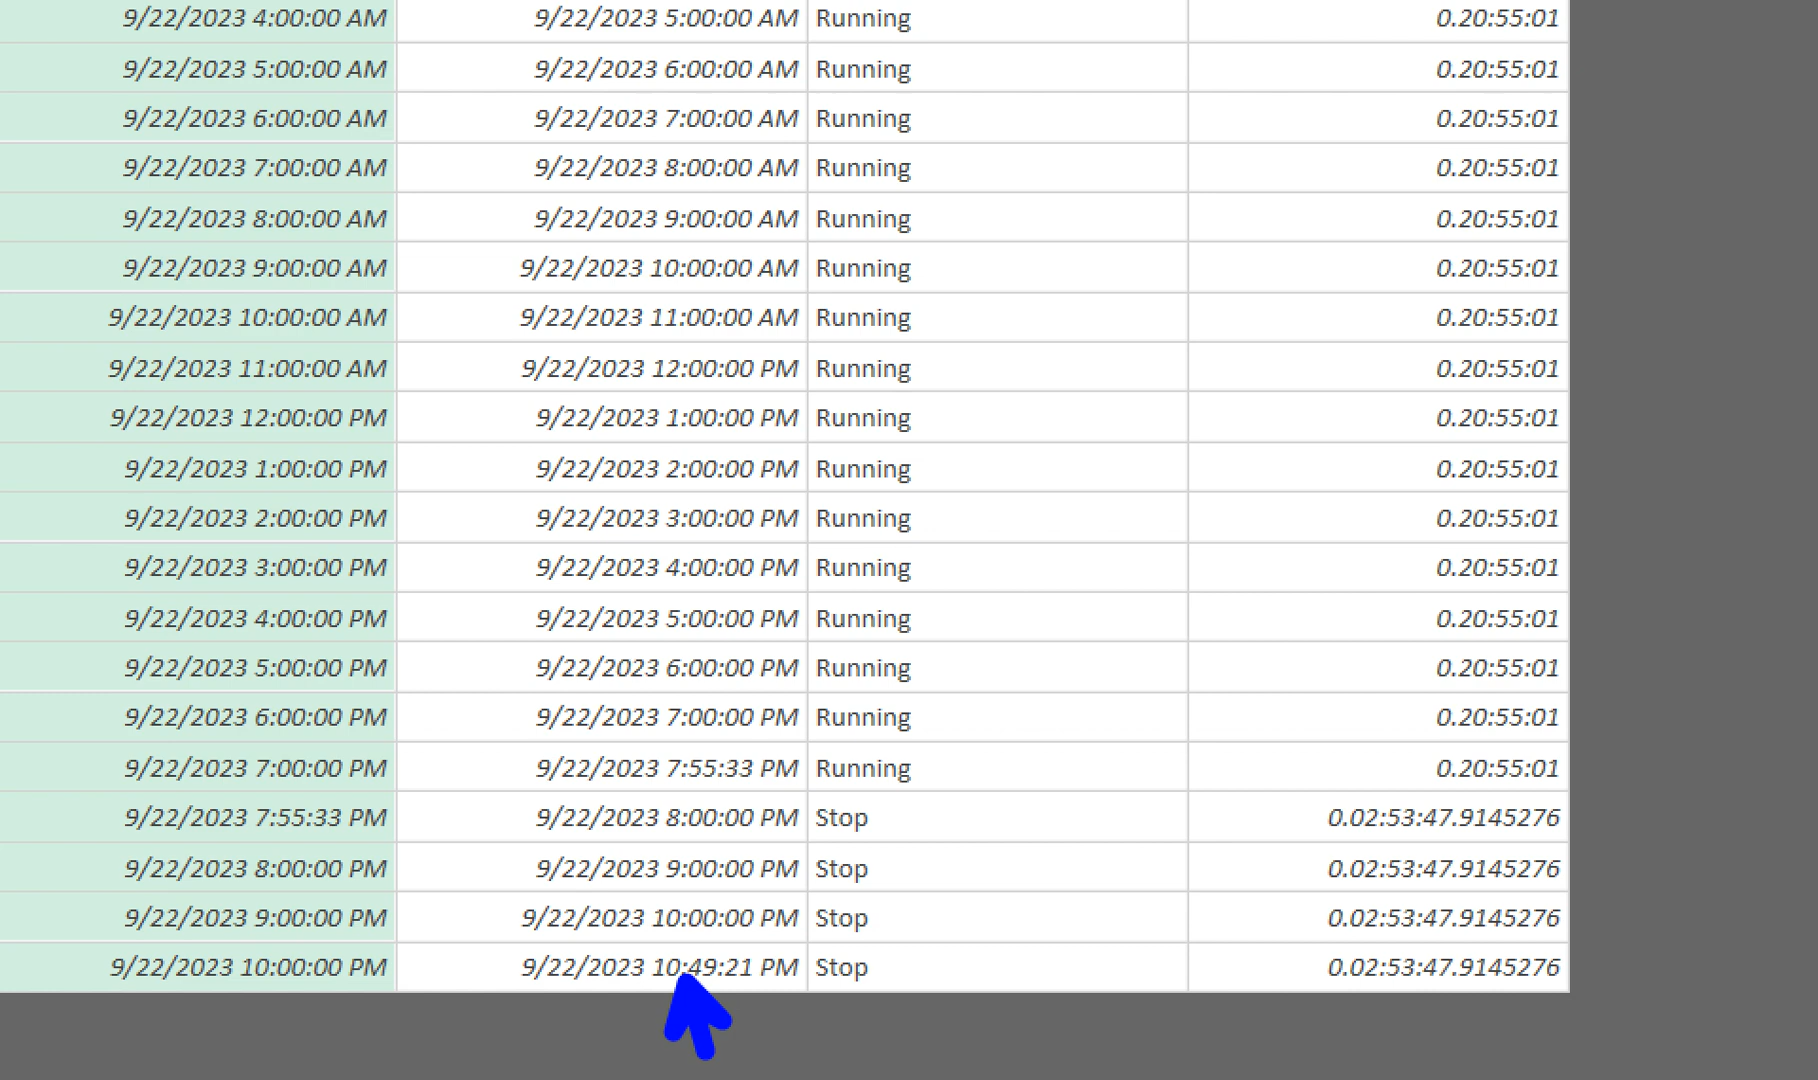 9/22/2023 4:00:00 AM 9/22/2023 5:00:00 AM Running 0.20:55:01
9/22/2023 5:00:00 AM 9/22/2023 6:00:00 AM Running 0.20:55:01
9/22/2023 6:00:00 AM 9/22/2023 7:00:00 AM Running 0.20:55:01
9/22/2023 7:00:00 AM 9/22/2023 8:00:00 AM Running 0.20:55:01
9/22/2023 8:00:00 AM 9/22/2023 9:00:00 AM Running 0.20:55:01
9/22/2023 9:00:00 AM 9/22/2023 10:00:00 AM Running 0.20:55:01
9/22/2023 10:00:00 AM 9/22/2023 11:00:00 AM Running 0.20:55:01
9/22/2023 11:00:00 AM 9/22/2023 12:00:00 PM Running 0.20:55:01
9/22/2023 12:00:00 PM 9/22/2023 1:00:00 PM Running 0.20:55:01
9/22/2023 1:00:00 PM 9/22/2023 2:00:00 PM Running 0.20:55:01
9/22/2023 2:00:00 PM 9/22/2023 3:00:00 PM Running 0.20:55:01
9/22/2023 3:00:00 PM 9/22/2023 4:00:00 PM Running 0.20:55:01
9/22/2023 4:00:00 PM 9/22/2023 5:00:00 PM Running 0.20:55:01
9/22/2023 5:00:00 PM 9/22/2023 6:00:00 PM Running 0.20:55:01
9/22/2023 6:00:00 PM 9/22/2023 7:00:00 PM Running 0.20:55:01
9/22/2023 7:00:00 PM 9/22/2023 7:55:33 PM Running 0.20:55:01
9/22/2023 7:55:33 PM 9/22/2023 8:00:00 PM Stop 0.02:53:47.9145276
9/22/2023 8:00:00 PM 9/22/2023 9:00:00 PM Stop 0.02:53:47.9145276
9/22/2023 9:00:00 PM 9/22/2023 10:00:00 PM Stop 0.02:53:47.9145276
9/22/2023 10:00:00 PM 9/22/2023 10:49:21 PM Stop 0.02:53:47.9145276